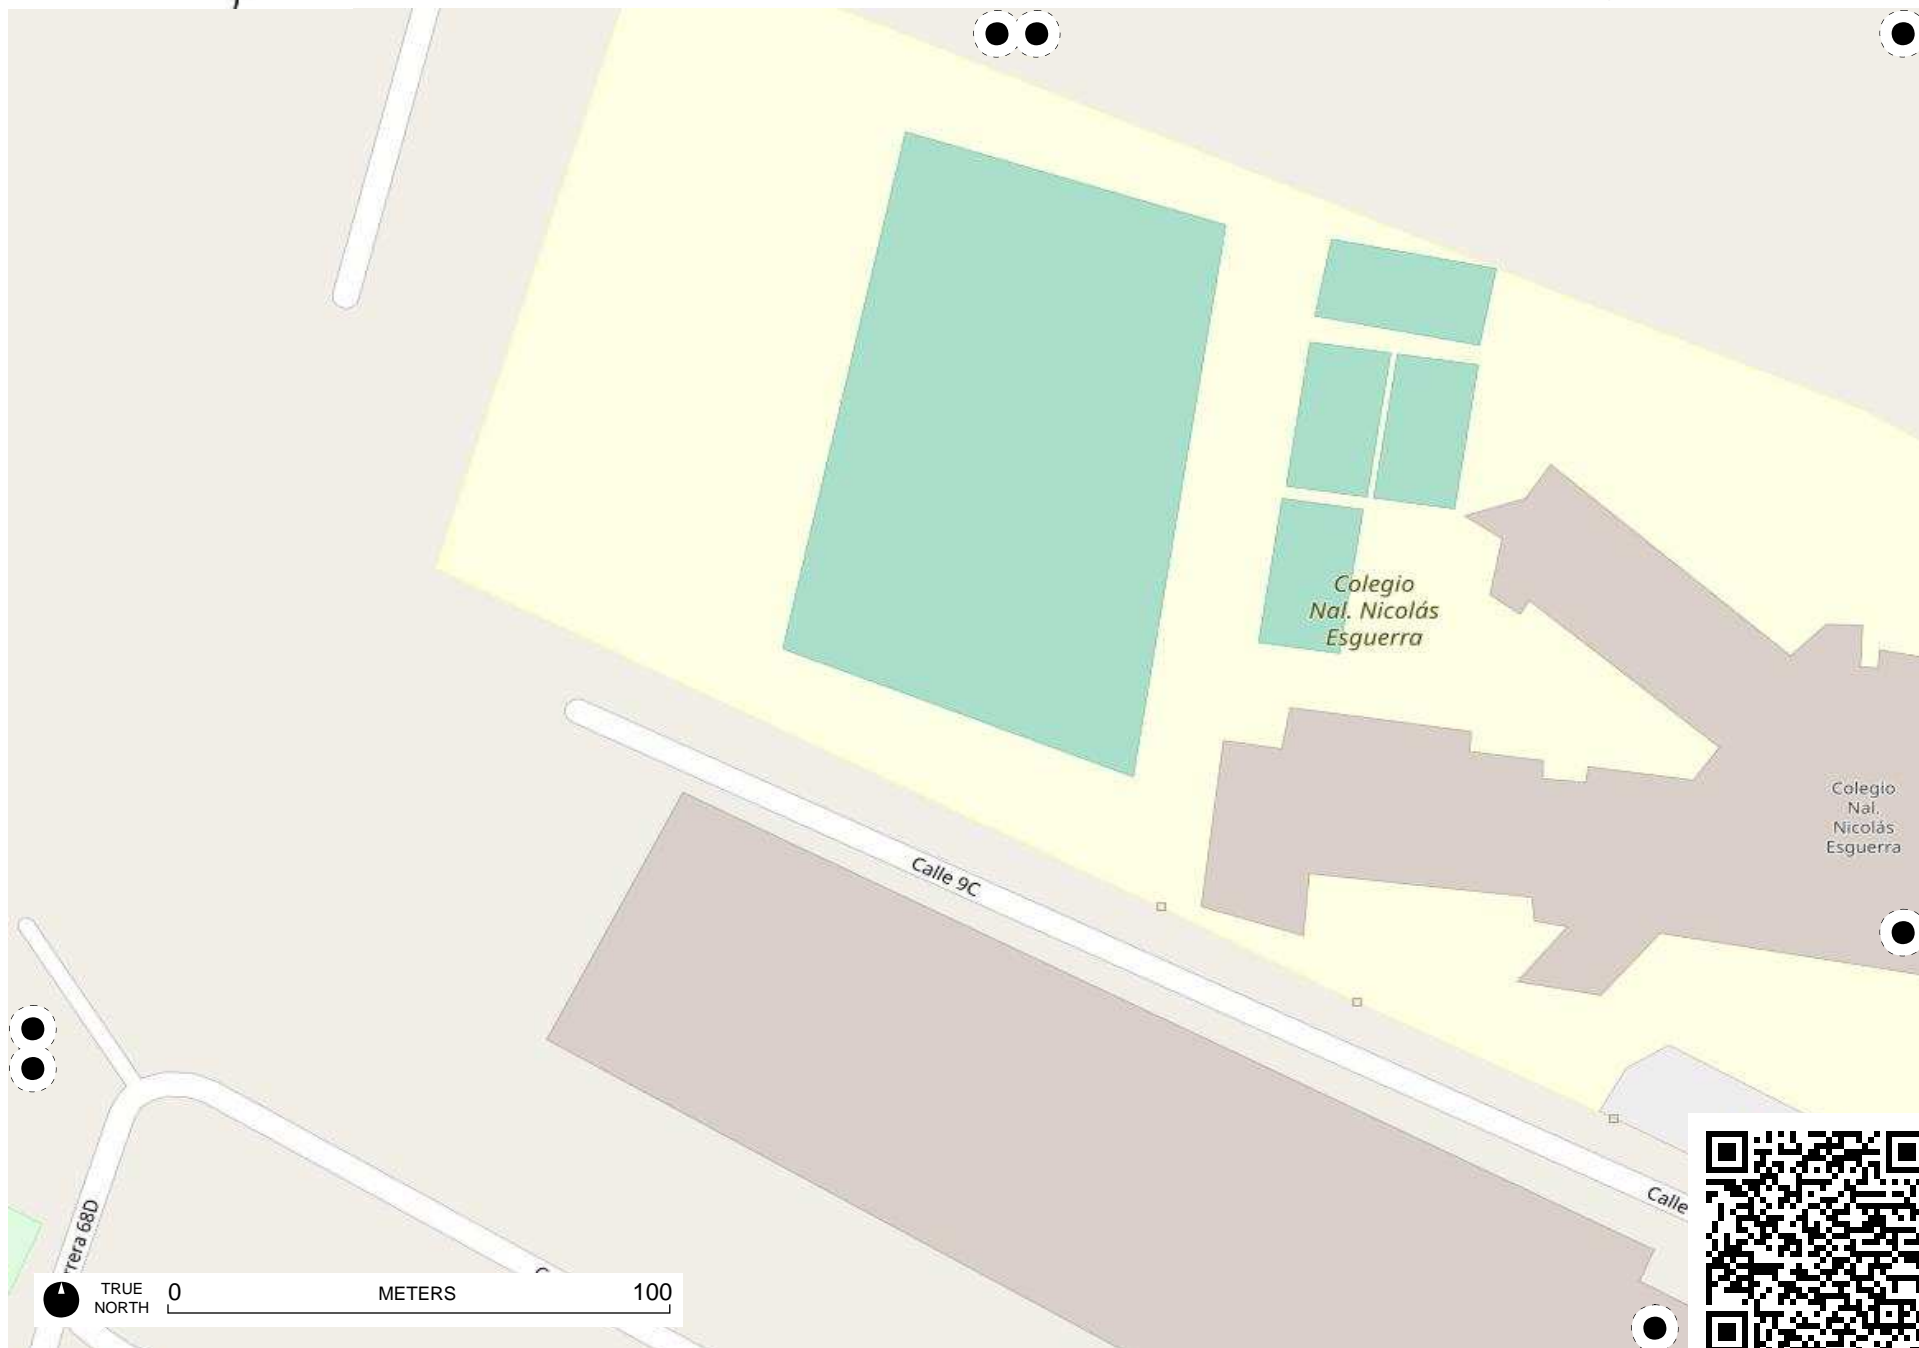 Colegio
Nal. Nicolás
Esguerra
Colegio
Nal.
Nicolás
Esguerra
Calle 9C
Calle
rrera 68D
TRUE
NORTH
0 METERS 100